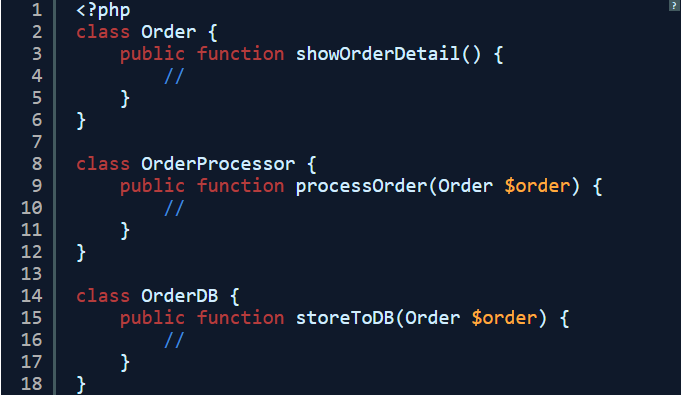 ?
1 <?php
2 class Order {
3     public function showOrderDetail() {
4         //
5     }
6 }
7
8 class OrderProcessor {
9     public function processOrder(Order $order) {
10         //
11     }
12 }
13
14 class OrderDB {
15     public function storeToDB(Order $order) {
16         //
17     }
18 }